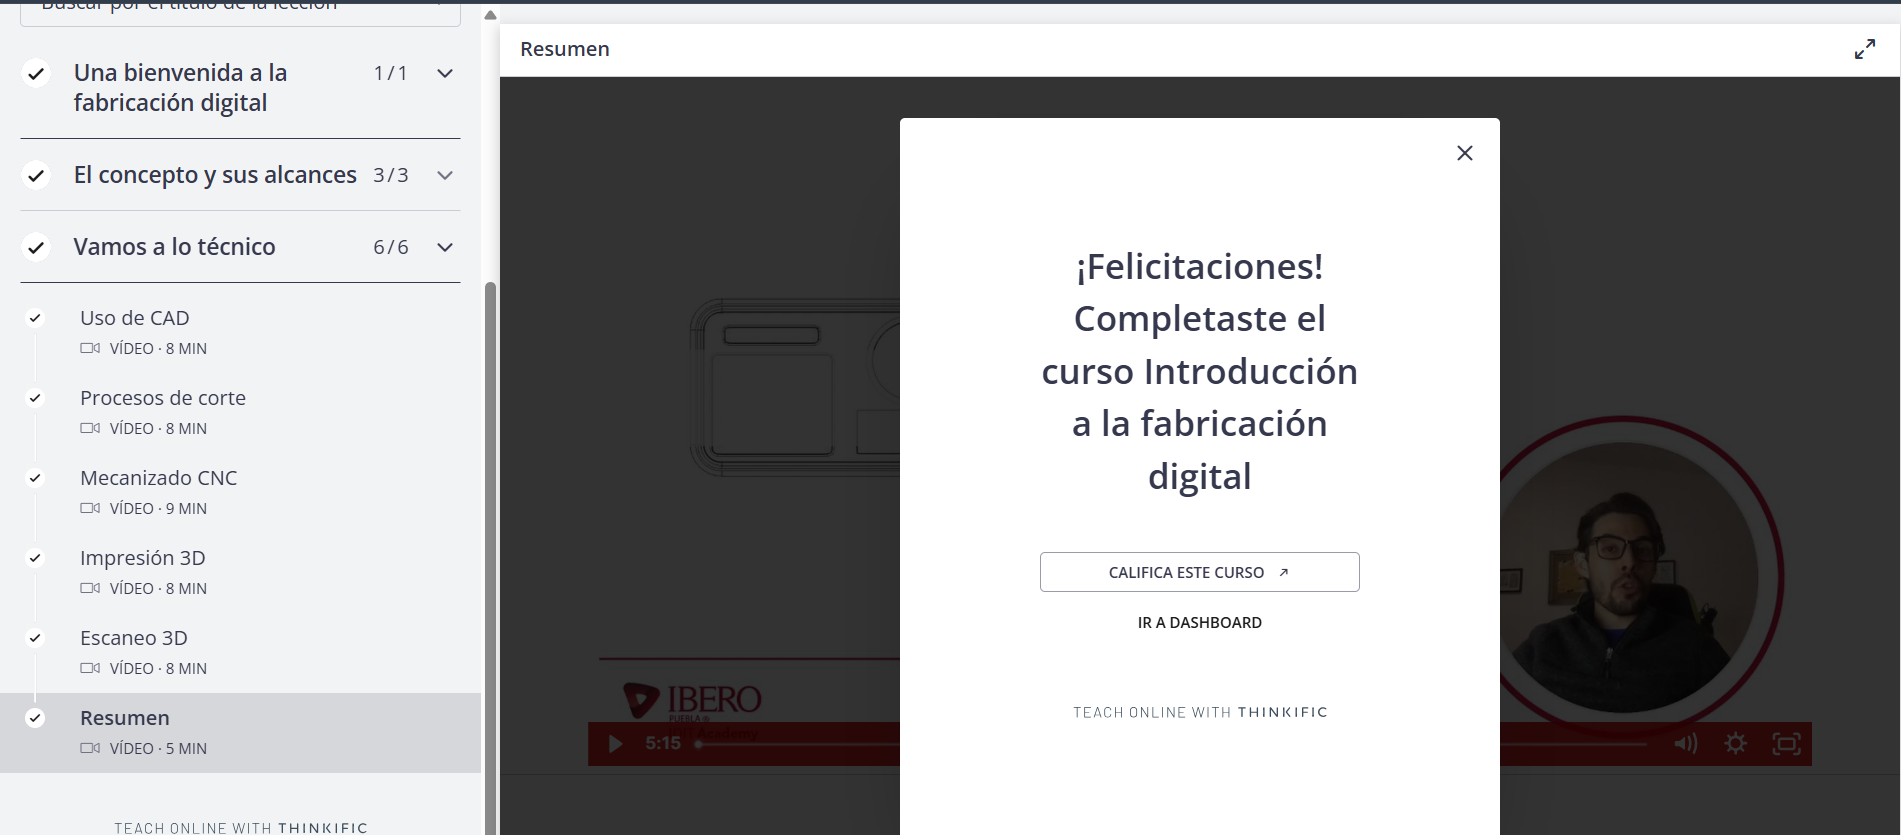 Buscar por el título de la lección
Una bienvenida a la
fabricación digital
1 / 1
El concepto y sus alcances
3 / 3
Vamos a lo técnico
6 / 6
Uso de CAD
VÍDEO · 8 MIN
Procesos de corte
VÍDEO · 8 MIN
Mecanizado CNC
VÍDEO · 9 MIN
Impresión 3D
VÍDEO · 8 MIN
Escaneo 3D
VÍDEO · 8 MIN
Resumen
VÍDEO · 5 MIN
TEACH ONLINE WITH THINKIFIC
Resumen
¡Felicitaciones!
Completaste el
curso Introducción
a la fabricación
digital
CALIFICA ESTE CURSO
IR A DASHBOARD
TEACH ONLINE WITH THINKIFIC
IBERO
PUEBLA ®
Academy
5:15